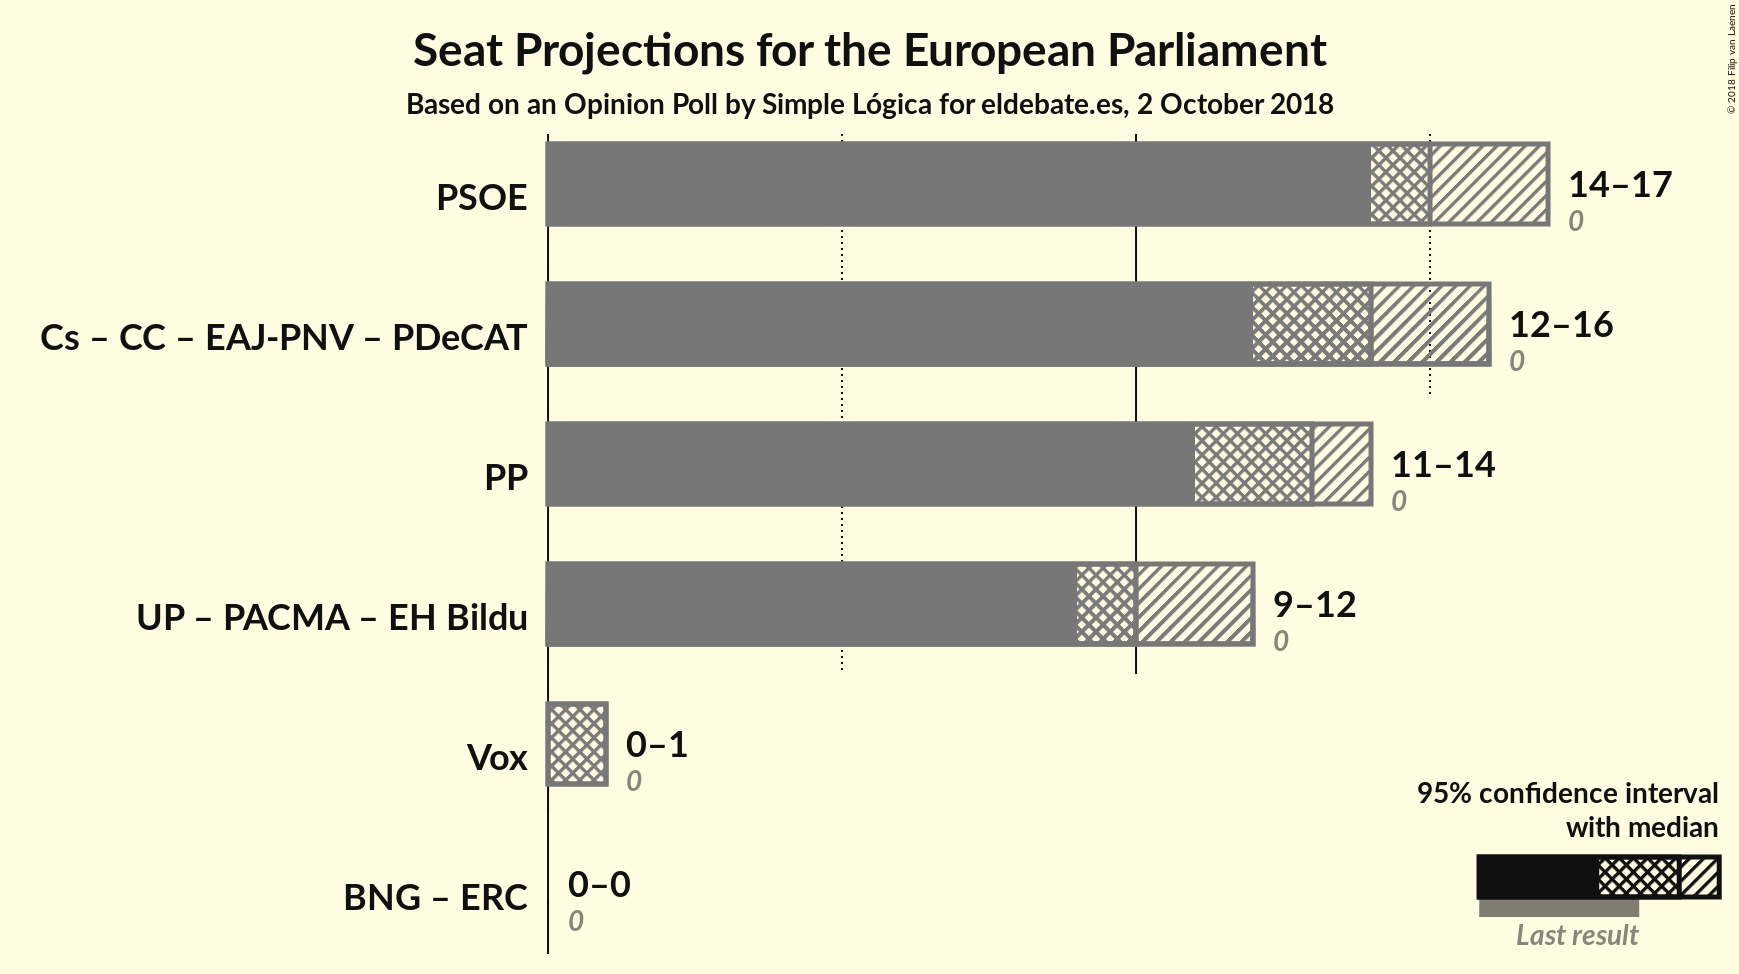 Seat Projections for the European Parliament
Based on an Opinion Poll by Simple Lógica for eldebate.es, 2 October 2018
© 2018 Filip van Laenen
PSOE
14–17
0
Cs – CC – EAJ-PNV – PDeCAT
12–16
0
PP
11–14
0
UP – PACMA – EH Bildu
9–12
0
Vox
0–1
0
BNG – ERC
0–0
0
95% confidence interval
with median
Last result